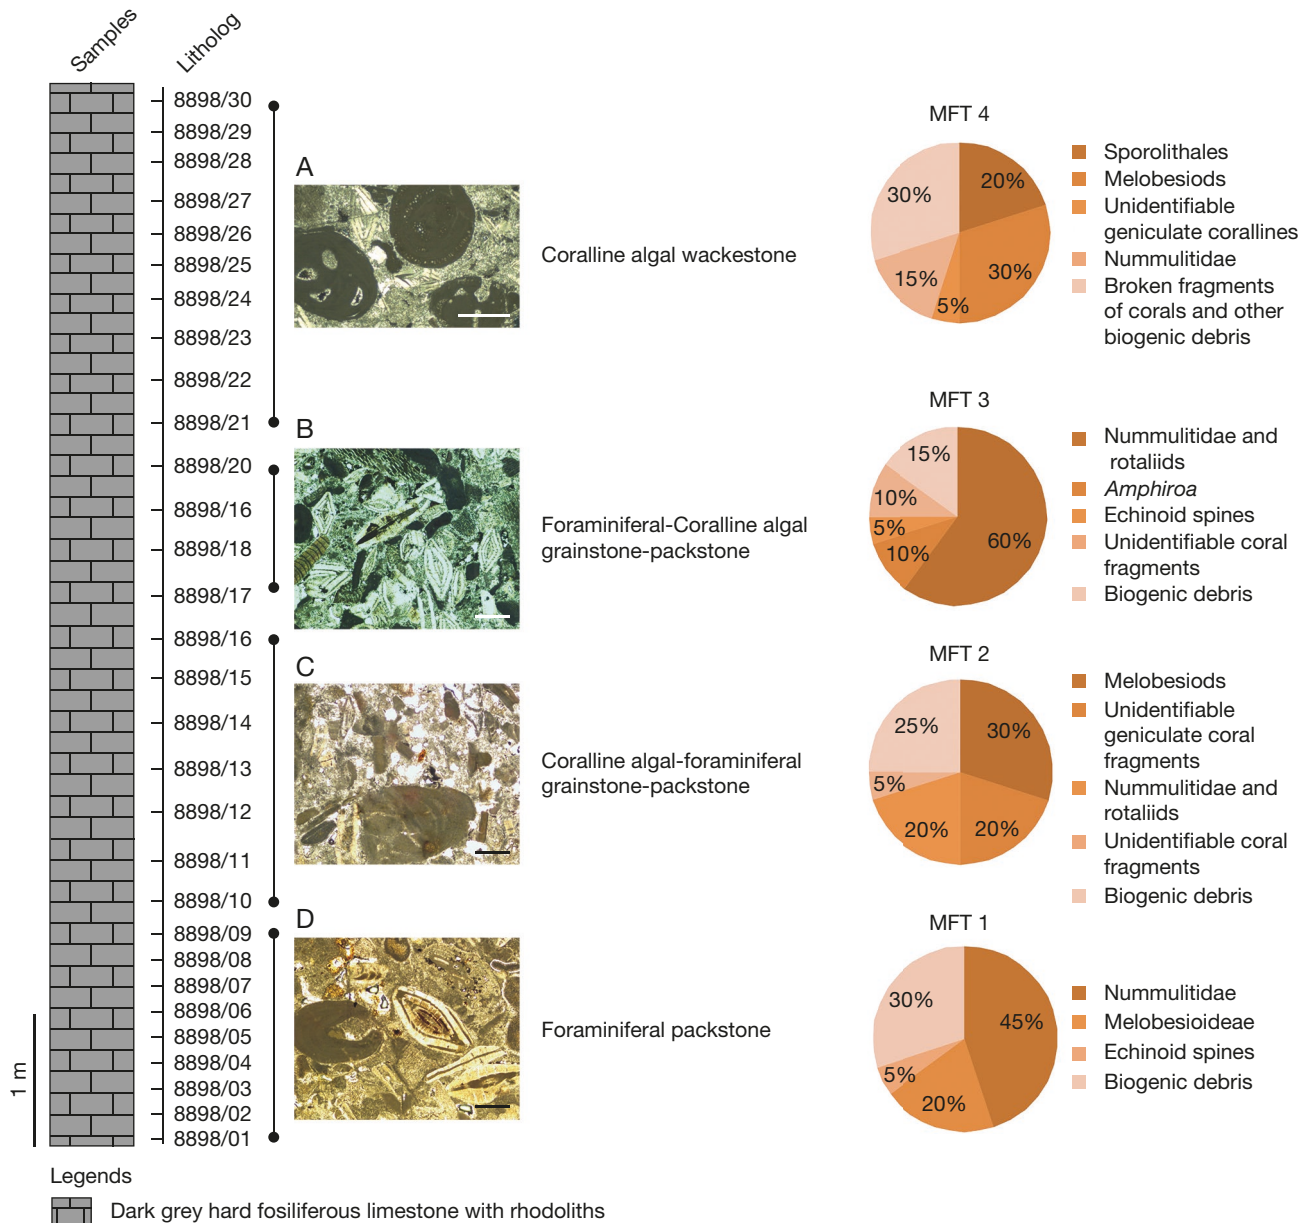 Samples
Litholog
8898/30
8898/29
8898/28
8898/27
8898/26
8898/25
8898/24
8898/23
8898/22
8898/21
8898/20
8898/16
8898/18
8898/17
8898/16
8898/15
8898/14
8898/13
8898/12
8898/11
8898/10
8898/09
8898/08
8898/07
8898/06
8898/05
8898/04
8898/03
8898/02
8898/01
1 m
A
Coralline algal wackestone
B
Foraminiferal-Coralline algal
grainstone-packstone
C
Coralline algal-foraminiferal
grainstone-packstone
D
Foraminiferal packstone
MFT 4
20%
30%
5%
15%
30%
Sporolithales
Melobesiods
Unidentifiable
geniculate corallines
Nummulitidae
Broken fragments
of corals and other
biogenic debris
MFT 3
60%
10%
5%
10%
15%
Nummulitidae and
rotaliids
Amphiroa
Echinoid spines
Unidentifiable coral
fragments
Biogenic debris
MFT 2
30%
20%
20%
5%
25%
Melobesiods
Unidentifiable
geniculate coral
fragments
Nummulitidae and
rotaliids
Unidentifiable coral
fragments
Biogenic debris
MFT 1
45%
20%
5%
30%
Nummulitidae
Melobesioideae
Echinoid spines
Biogenic debris
Legends
Dark grey hard fosiliferous limestone with rhodoliths